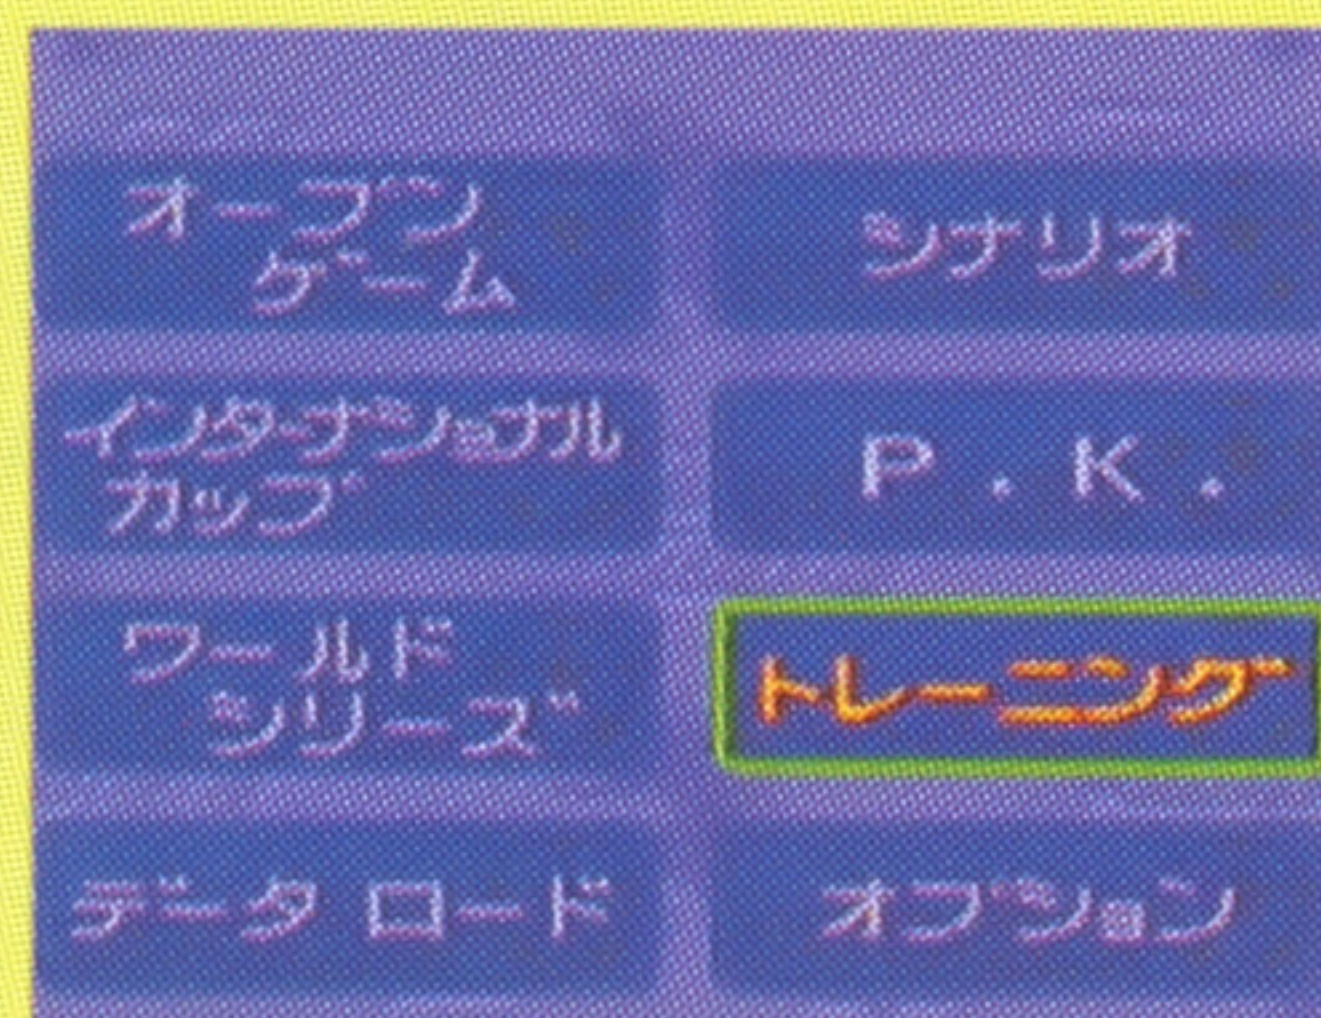 オープン
ゲーム
シナリオ
インターナショナル
カップ
P.K.
ワールド
シリーズ
トレーニング
データ ロード
オプション